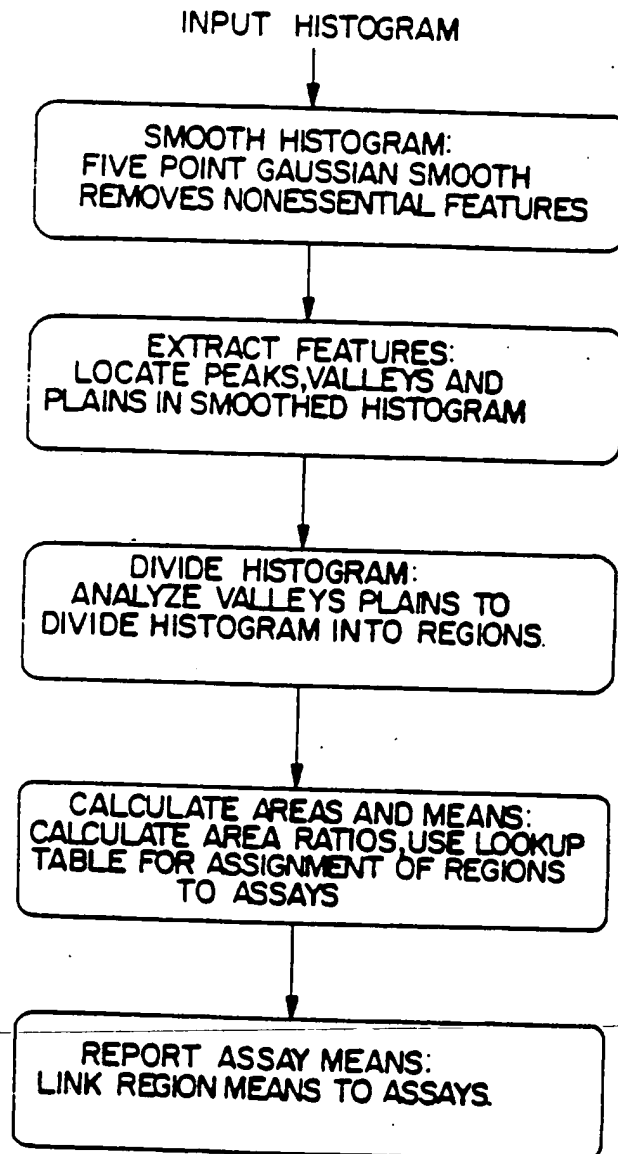 INPUT HISTOGRAM
SMOOTH HISTOGRAM:
FIVE POINT GAUSSIAN SMOOTH
REMOVES NONESSENTIAL FEATURES
EXTRACT FEATURES:
LOCATE PEAKS,VALLEYS AND
PLAINS IN SMOOTHED HISTOGRAM
DIVIDE HISTOGRAM:
ANALYZE VALLEYS PLAINS TO
DIVIDE HISTOGRAM INTO REGIONS.
CALCULATE AREAS AND MEANS:
CALCULATE AREA RATIOS,USE LOOKUP
TABLE FOR ASSIGNMENT OF REGIONS
TO ASSAYS
REPORT ASSAY MEANS:
LINK REGION MEANS TO ASSAYS.